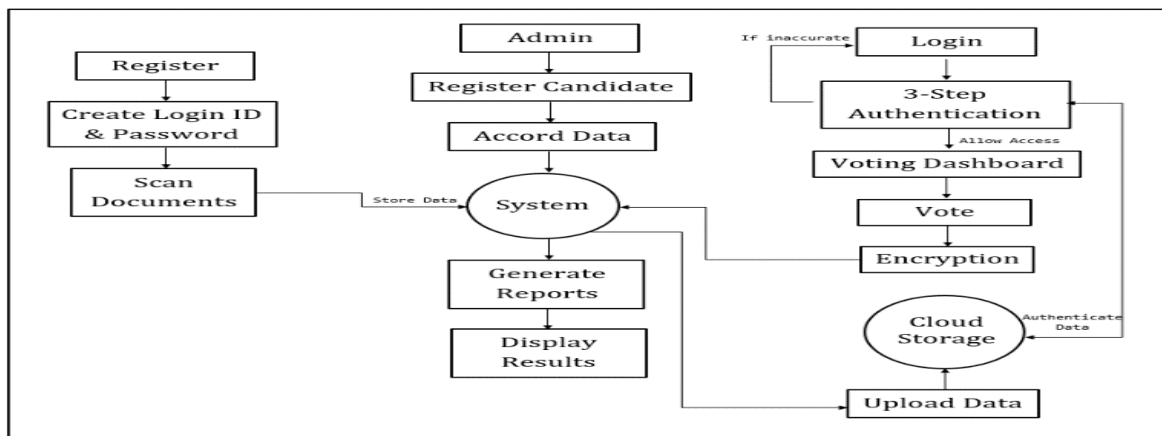 Register
Create Login ID
& Password
Scan
Documents
Store Data
Admin
Register Candidate
Accord Data
System
Generate
Reports
Display
Results
If inaccurate
Login
3-Step
Authentication
Allow Access
Voting Dashboard
Vote
Encryption
Cloud
Storage
Authenticate
Data
Upload Data